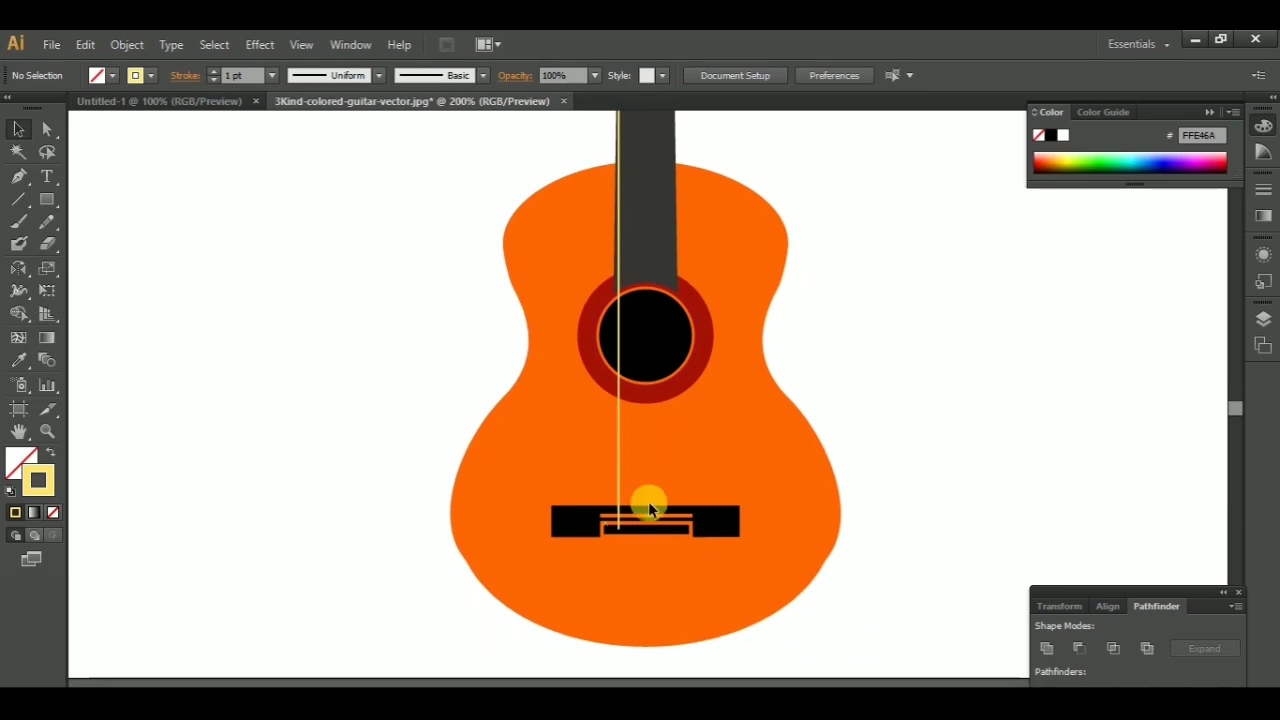 Ai File Edit Object Type Select Effect View Window Help Essentials
No Selection Stroke: 1 pt Uniform Basic Opacity: 100% Style: Document Setup Preferences
Untitled-1 @ 100% (RGB/Preview) 3Kind-colored-guitar-vector.jpg* @ 200% (RGB/Preview)
Color Color Guide
# FFE46A
Transform Align Pathfinder
Shape Modes:
Expand
Pathfinders: